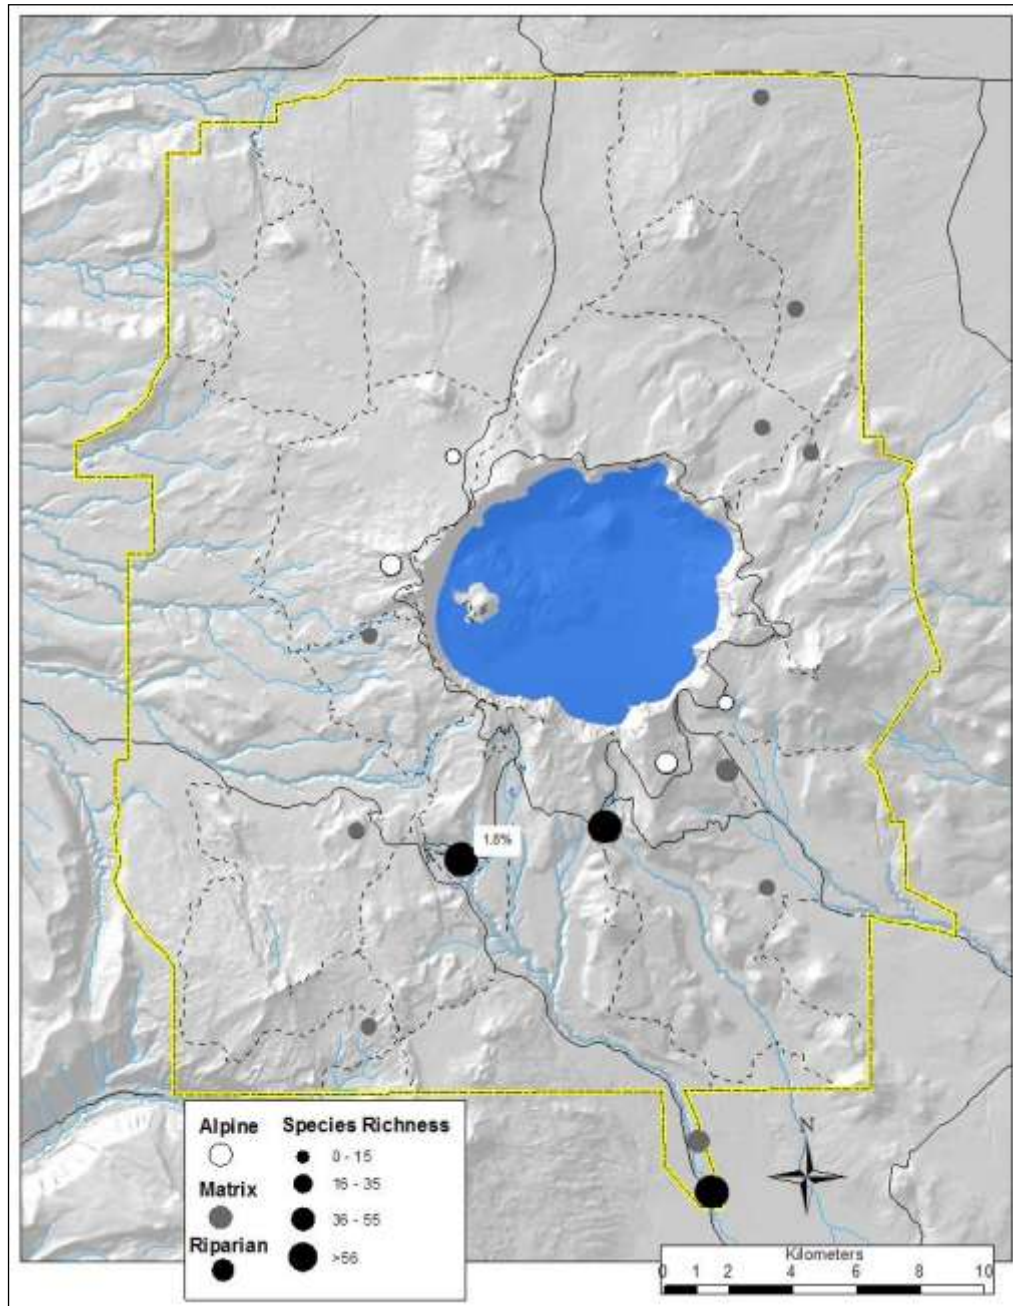 1.8%
N
Alpine
Species Richness
0 - 15
Matrix
16 - 35
36 - 55
Riparian
>56
Kilometers
0 1 2 4 6 8 10